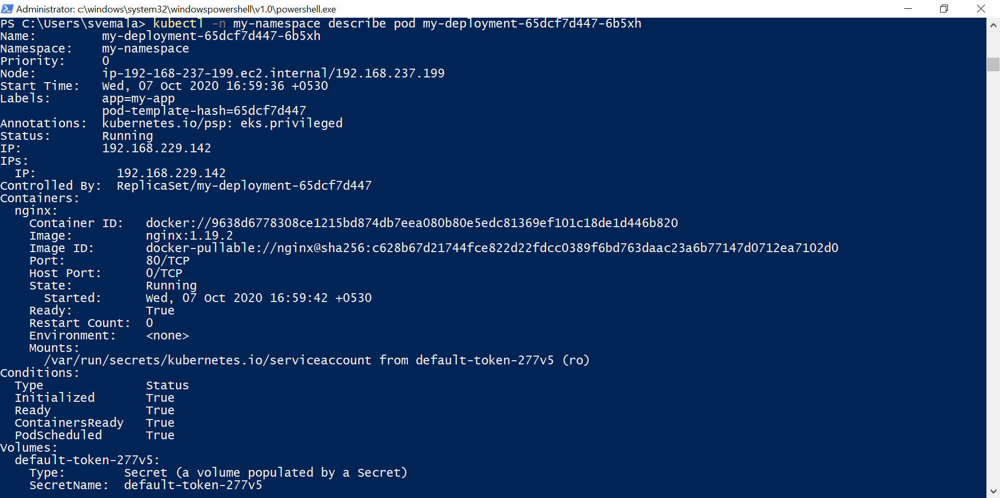 Administrator: c:\windows\system32\windowspowershell\v1.0\powershell.exe
PS C:\Users\svemala> kubectl -n my-namespace describe pod my-deployment-65dcf7d447-6b5xh
Name:         my-deployment-65dcf7d447-6b5xh
Namespace:    my-namespace
Priority:     0
Node:         ip-192-168-237-199.ec2.internal/192.168.237.199
Start Time:   Wed, 07 Oct 2020 16:59:36 +0530
Labels:       app=my-app
              pod-template-hash=65dcf7d447
Annotations:  kubernetes.io/psp: eks.privileged
Status:       Running
IP:           192.168.229.142
IPs:
  IP:           192.168.229.142
Controlled By:  ReplicaSet/my-deployment-65dcf7d447
Containers:
  nginx:
    Container ID:   docker://9638d6778308ce1215bd874db7eea080b80e5edc81369ef101c18de1d446b820
    Image:          nginx:1.19.2
    Image ID:       docker-pullable://nginx@sha256:c628b67d21744fce822d22fdcc0389f6bd763daac23a6b77147d0712ea7102d0
    Port:           80/TCP
    Host Port:      0/TCP
    State:          Running
      Started:      Wed, 07 Oct 2020 16:59:42 +0530
    Ready:          True
    Restart Count:  0
    Environment:    <none>
    Mounts:
      /var/run/secrets/kubernetes.io/serviceaccount from default-token-277v5 (ro)
Conditions:
  Type              Status
  Initialized       True
  Ready             True
  ContainersReady   True
  PodScheduled      True
Volumes:
  default-token-277v5:
    Type:        Secret (a volume populated by a Secret)
    SecretName:  default-token-277v5